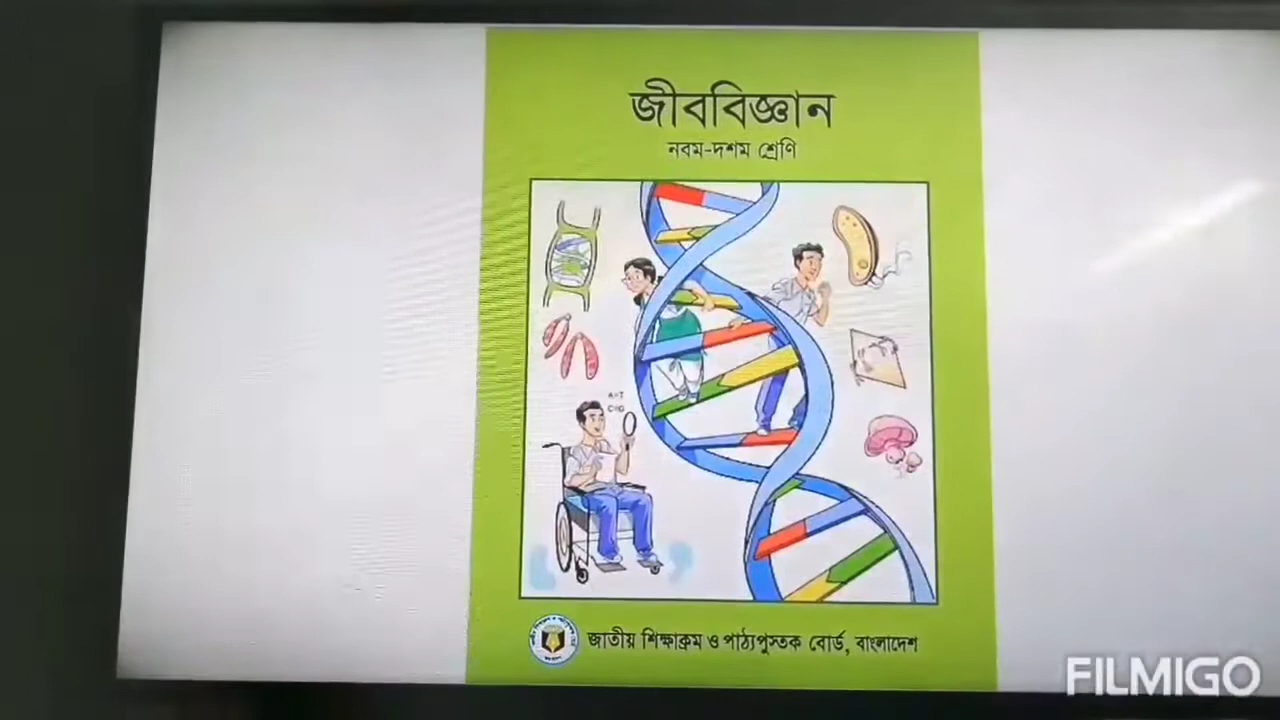 জীববিজ্ঞান
নবম-দশম শ্রেণি
A=T
C≡G
জাতীয় শিক্ষাক্রম ও পাঠ্যপুস্তক বোর্ড, বাংলাদেশ
FILMIGO